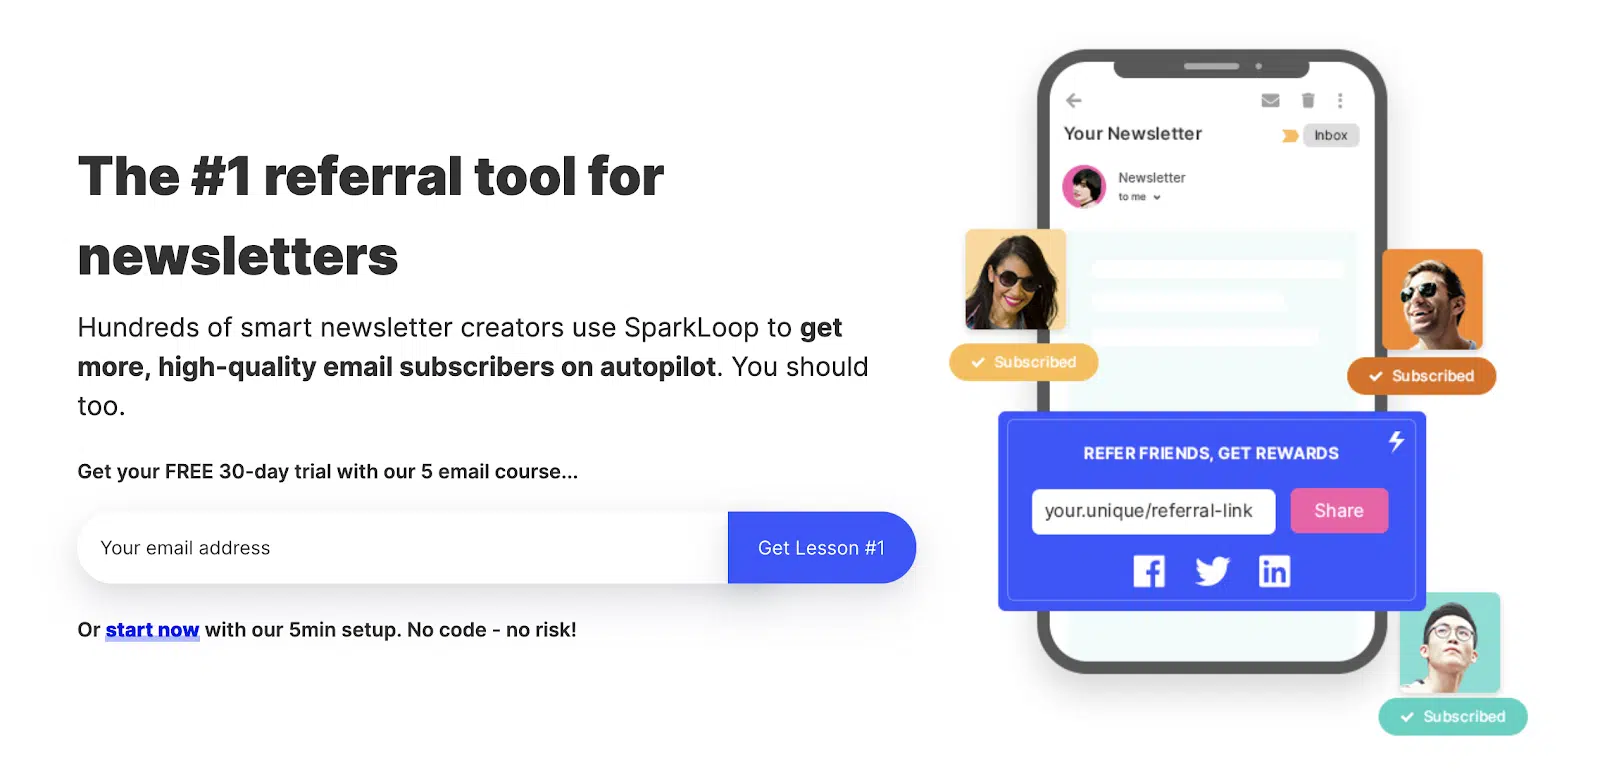 The #1 referral tool for
newsletters
Hundreds of smart newsletter creators use SparkLoop to get
more, high-quality email subscribers on autopilot. You should
too.
Get your FREE 30-day trial with our 5 email course...
Your email address
Get Lesson #1
Or start now with our 5min setup. No code - no risk!
Your Newsletter
Inbox
Newsletter
to me
Subscribed
Subscribed
REFER FRIENDS, GET REWARDS
your.unique/referral-link
Share
Subscribed